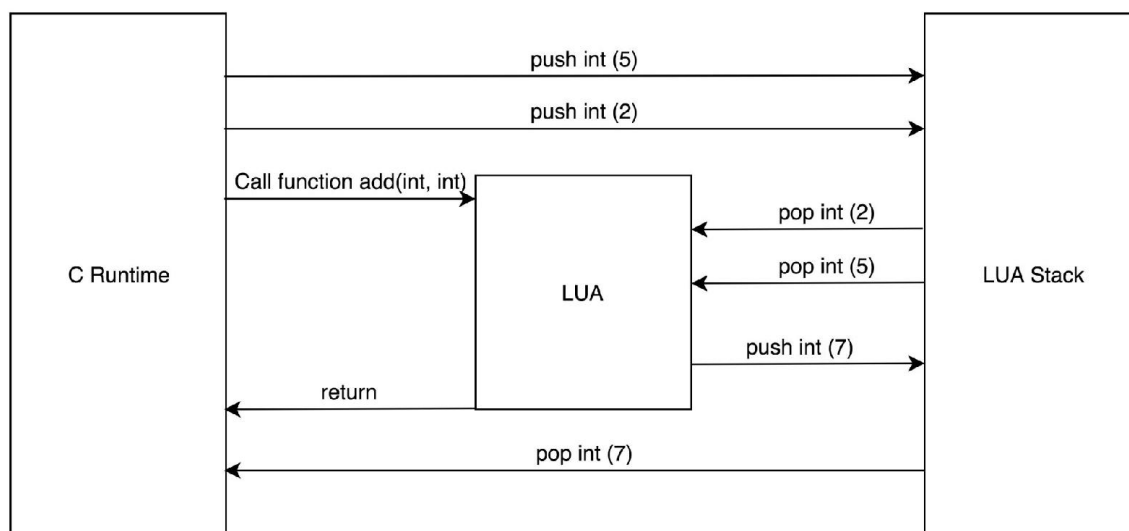 push int (5)
push int (2)
Call function add(int, int)
pop int (2)
C Runtime
LUA
pop int (5)
LUA Stack
push int (7)
return
pop int (7)